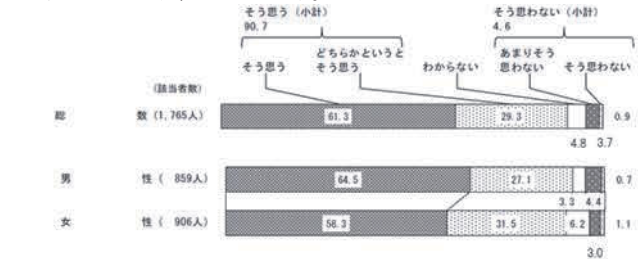 そう思う（小計）
90.7
そう思わない（小計）
4.6
そう思う
どちらかというと
そう思う
わからない
あまりそう
思わない
そう思わない
（該当者数）
総 数（1,765人）
61.3
29.3
0.9
4.8
3.7
男 性（ 859人）
64.5
27.1
0.7
3.3
4.4
女 性（ 906人）
56.3
31.5
6.2
1.1
3.0